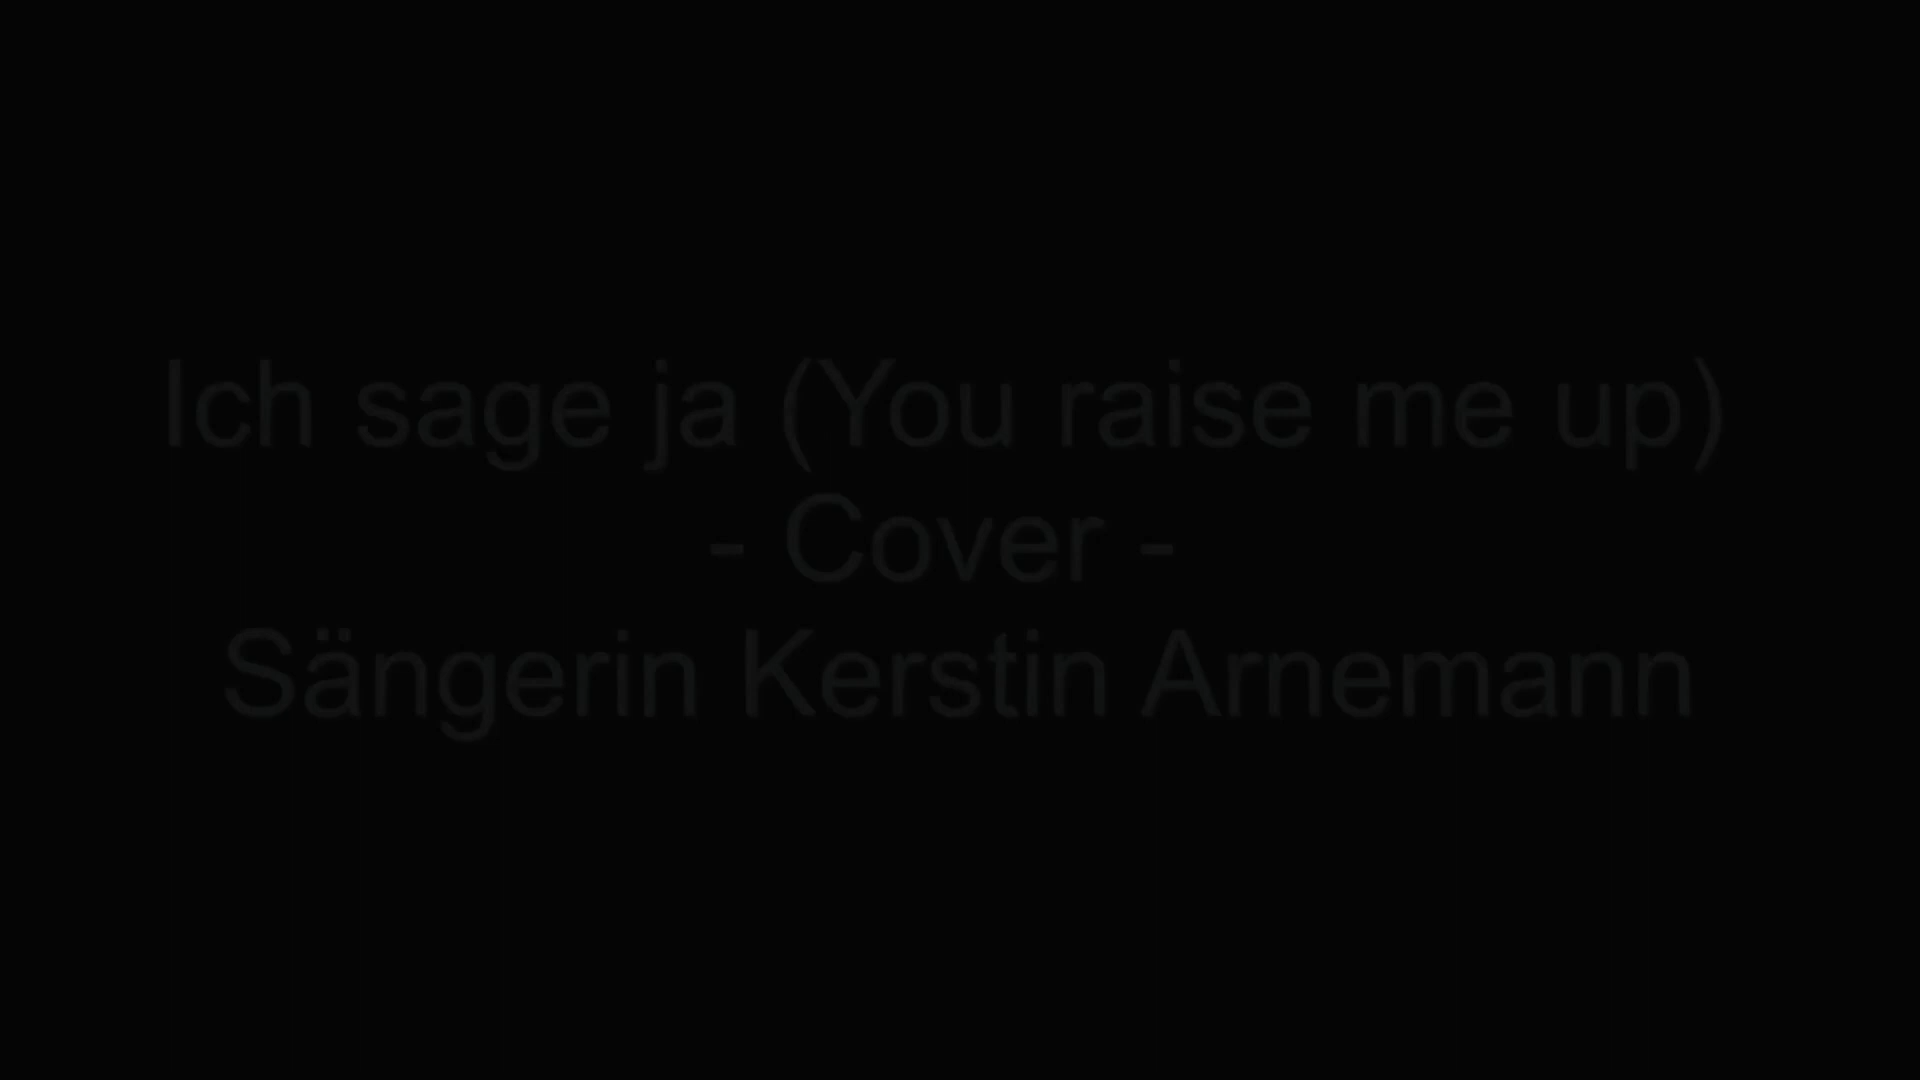 Ich sage ja (You raise me up)
- Cover -
Sängerin Kerstin Arnemann